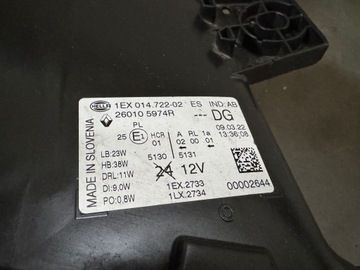 HELLA 1EX 014.722-02 ES IND:AB
26010 5974R --- DG
PL 09.03.22
25 E1 HCR A RL 1a 13:36:08
01 02 00 01
LB:23W 5130 5131
HB:38W
DRL:11W 12V
DI:9.0W 1EX.2733 00002644
PO:0,8W 1LX.2734
MADE IN SLOVENIA